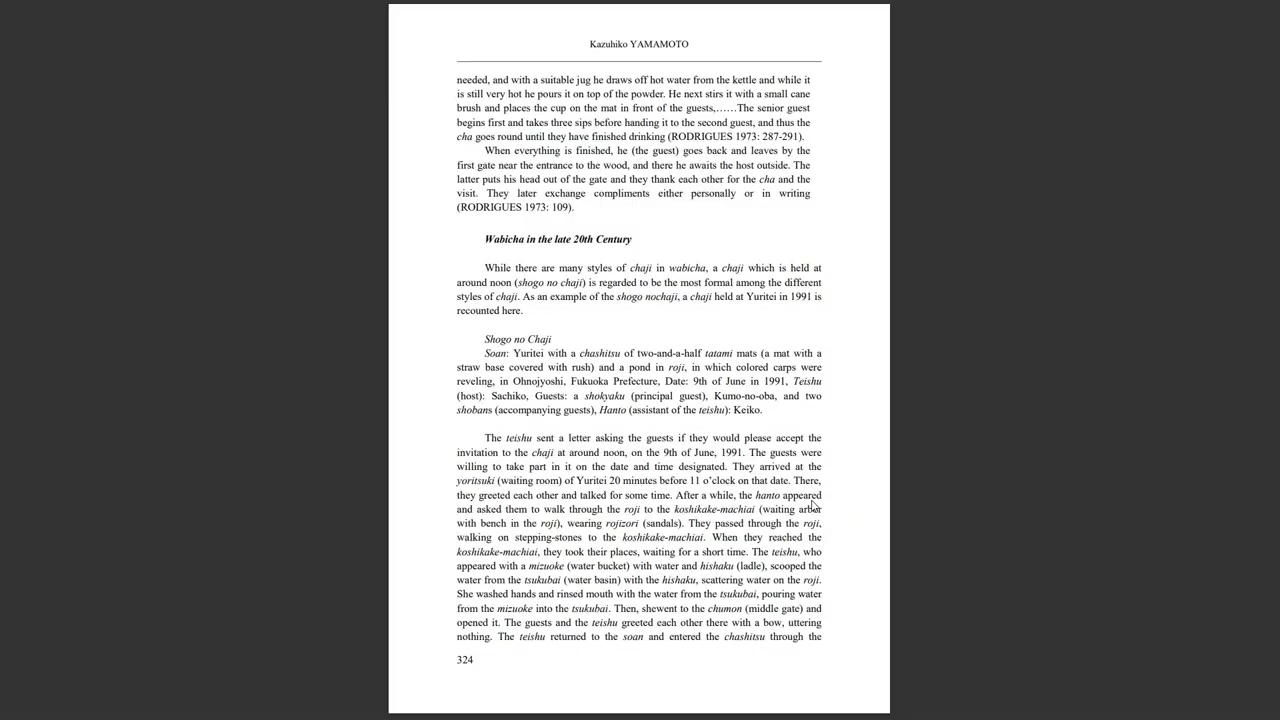 Kazuhiko YAMAMOTO
needed, and with a suitable jug he draws off hot water from the kettle and while it
is still very hot he pours it on top of the powder. He next stirs it with a small cane
brush and places the cup on the mat in front of the guests,……The senior guest
begins first and takes three sips before handing it to the second guest, and thus the
cha goes round until they have finished drinking (RODRIGUES 1973: 287-291).
When everything is finished, he (the guest) goes back and leaves by the
first gate near the entrance to the wood, and there he awaits the host outside. The
latter puts his head out of the gate and they thank each other for the cha and the
visit. They later exchange compliments either personally or in writing
(RODRIGUES 1973: 109).
Wabicha in the late 20th Century
While there are many styles of chaji in wabicha, a chaji which is held at
around noon (shogo no chaji) is regarded to be the most formal among the different
styles of chaji. As an example of the shogo nochaji, a chaji held at Yuritei in 1991 is
recounted here.
Shogo no Chaji
Soan: Yuritei with a chashitsu of two-and-a-half tatami mats (a mat with a
straw base covered with rush) and a pond in roji, in which colored carps were
reveling, in Ohnojyoshi, Fukuoka Prefecture, Date: 9th of June in 1991, Teishu
(host): Sachiko, Guests: a shokyaku (principal guest), Kumo-no-oba, and two
shobans (accompanying guests), Hanto (assistant of the teishu): Keiko.
The teishu sent a letter asking the guests if they would please accept the
invitation to the chaji at around noon, on the 9th of June, 1991. The guests were
willing to take part in it on the date and time designated. They arrived at the
yoritsuki (waiting room) of Yuritei 20 minutes before 11 o’clock on that date. There,
they greeted each other and talked for some time. After a while, the hanto appeared
and asked them to walk through the roji to the koshikake-machiai (waiting arbor
with bench in the roji), wearing rojizori (sandals). They passed through the roji,
walking on stepping-stones to the koshikake-machiai. When they reached the
koshikake-machiai, they took their places, waiting for a short time. The teishu, who
appeared with a mizuoke (water bucket) with water and hishaku (ladle), scooped the
water from the tsukubai (water basin) with the hishaku, scattering water on the roji.
She washed hands and rinsed mouth with the water from the tsukubai, pouring water
from the mizuoke into the tsukubai. Then, shewent to the chumon (middle gate) and
opened it. The guests and the teishu greeted each other there with a bow, uttering
nothing. The teishu returned to the soan and entered the chashitsu through the
324